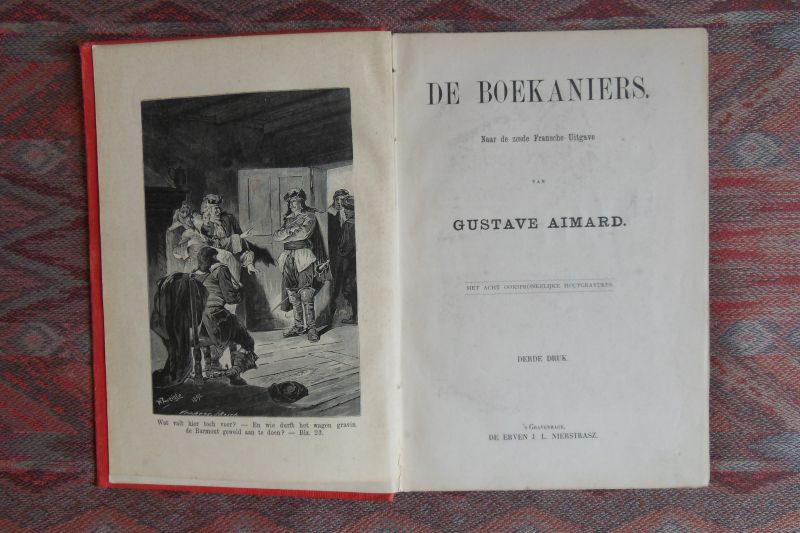 1891
Wat valt hier toch voor? — En wie durft het wagen gravin
de Barmont geweld aan te doen? — Blz. 23.
DE BOEKANIERS.
Naar de zesde Fransche Uitgave
VAN
GUSTAVE AIMARD.
MET ACHT OORSPRONKELIJKE HOUTGRAVURES.
DERDE DRUK.
'S GRAVENHAGE,
DE ERVEN J L. NIERSTRASZ.